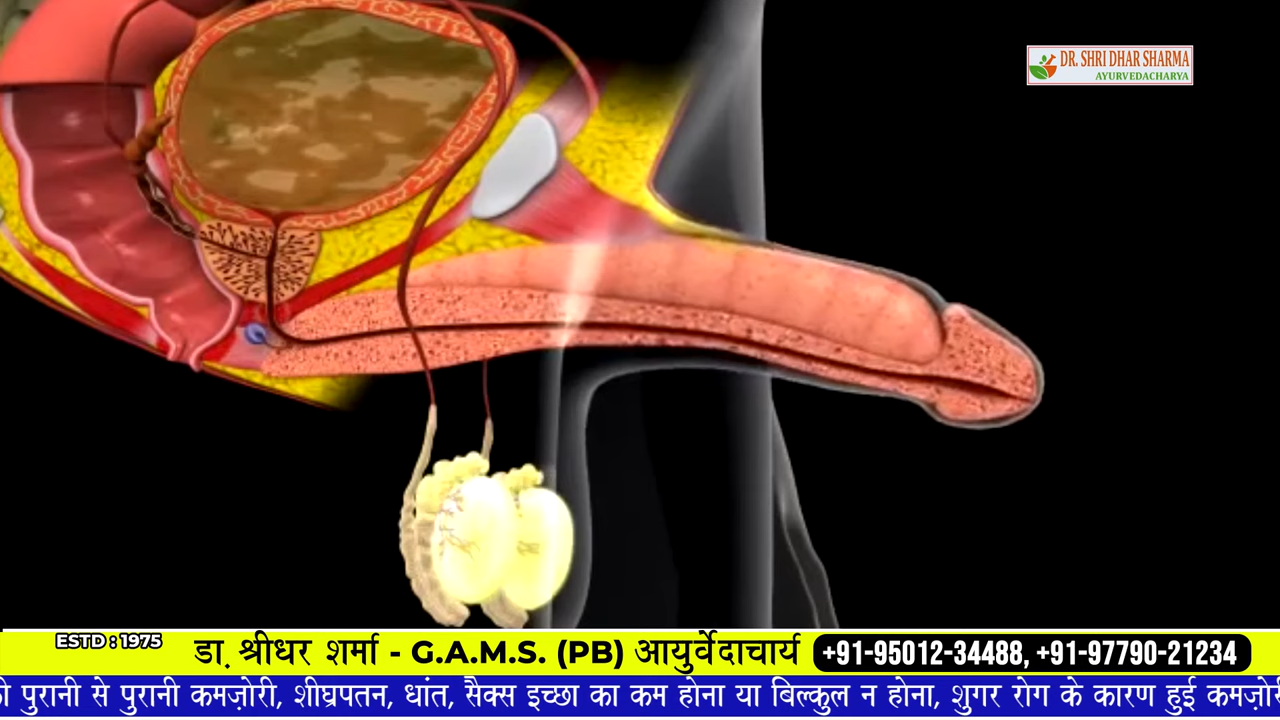 DR. SHRI DHAR SHARMA
AYURVEDACHARYA
ESTD : 1975
डा. श्रीधर शर्मा - G.A.M.S. (PB) आयुर्वेदाचार्य
+91-95012-34488, +91-97790-21234
पुरानी से पुरानी कमज़ोरी, शीघ्रपतन, धांत, सैक्स इच्छा का कम होना या बिल्कुल न होना, शुगर रोग के कारण हुई